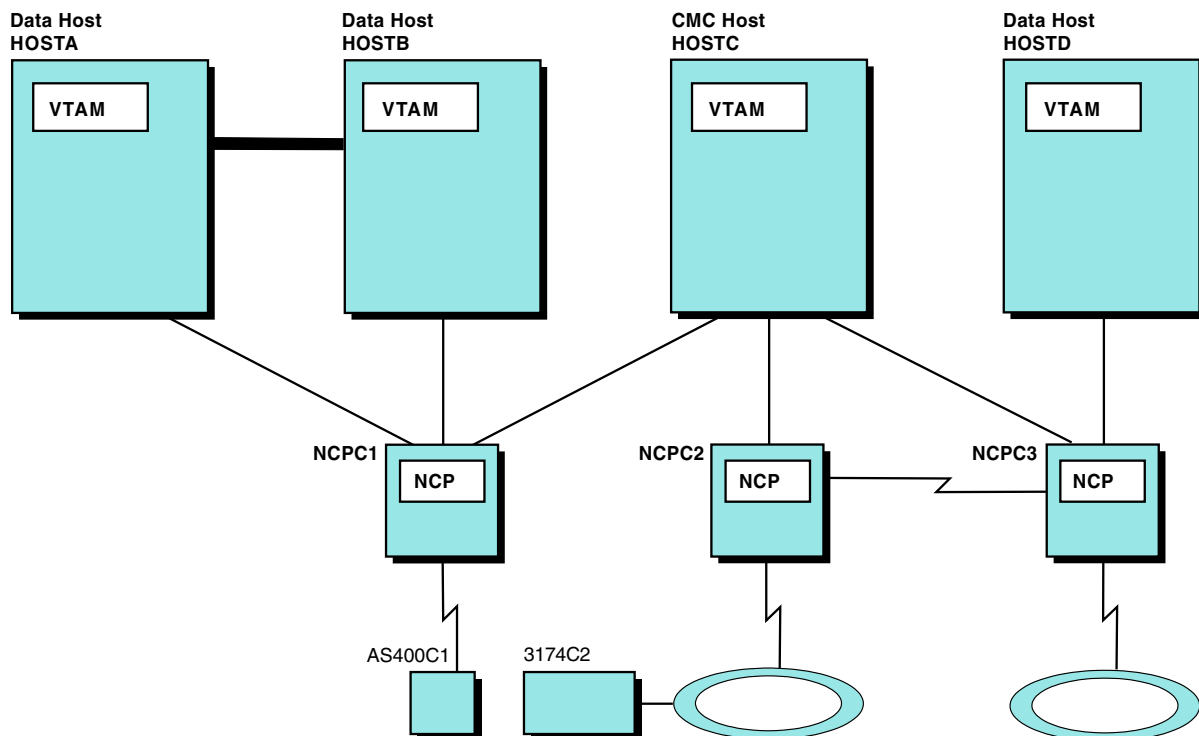 Data Host
HOSTA
Data Host
HOSTB
CMC Host
HOSTC
Data Host
HOSTD
VTAM
VTAM
VTAM
VTAM
NCPC1
NCPC2
NCPC3
NCP
NCP
NCP
AS400C1
3174C2